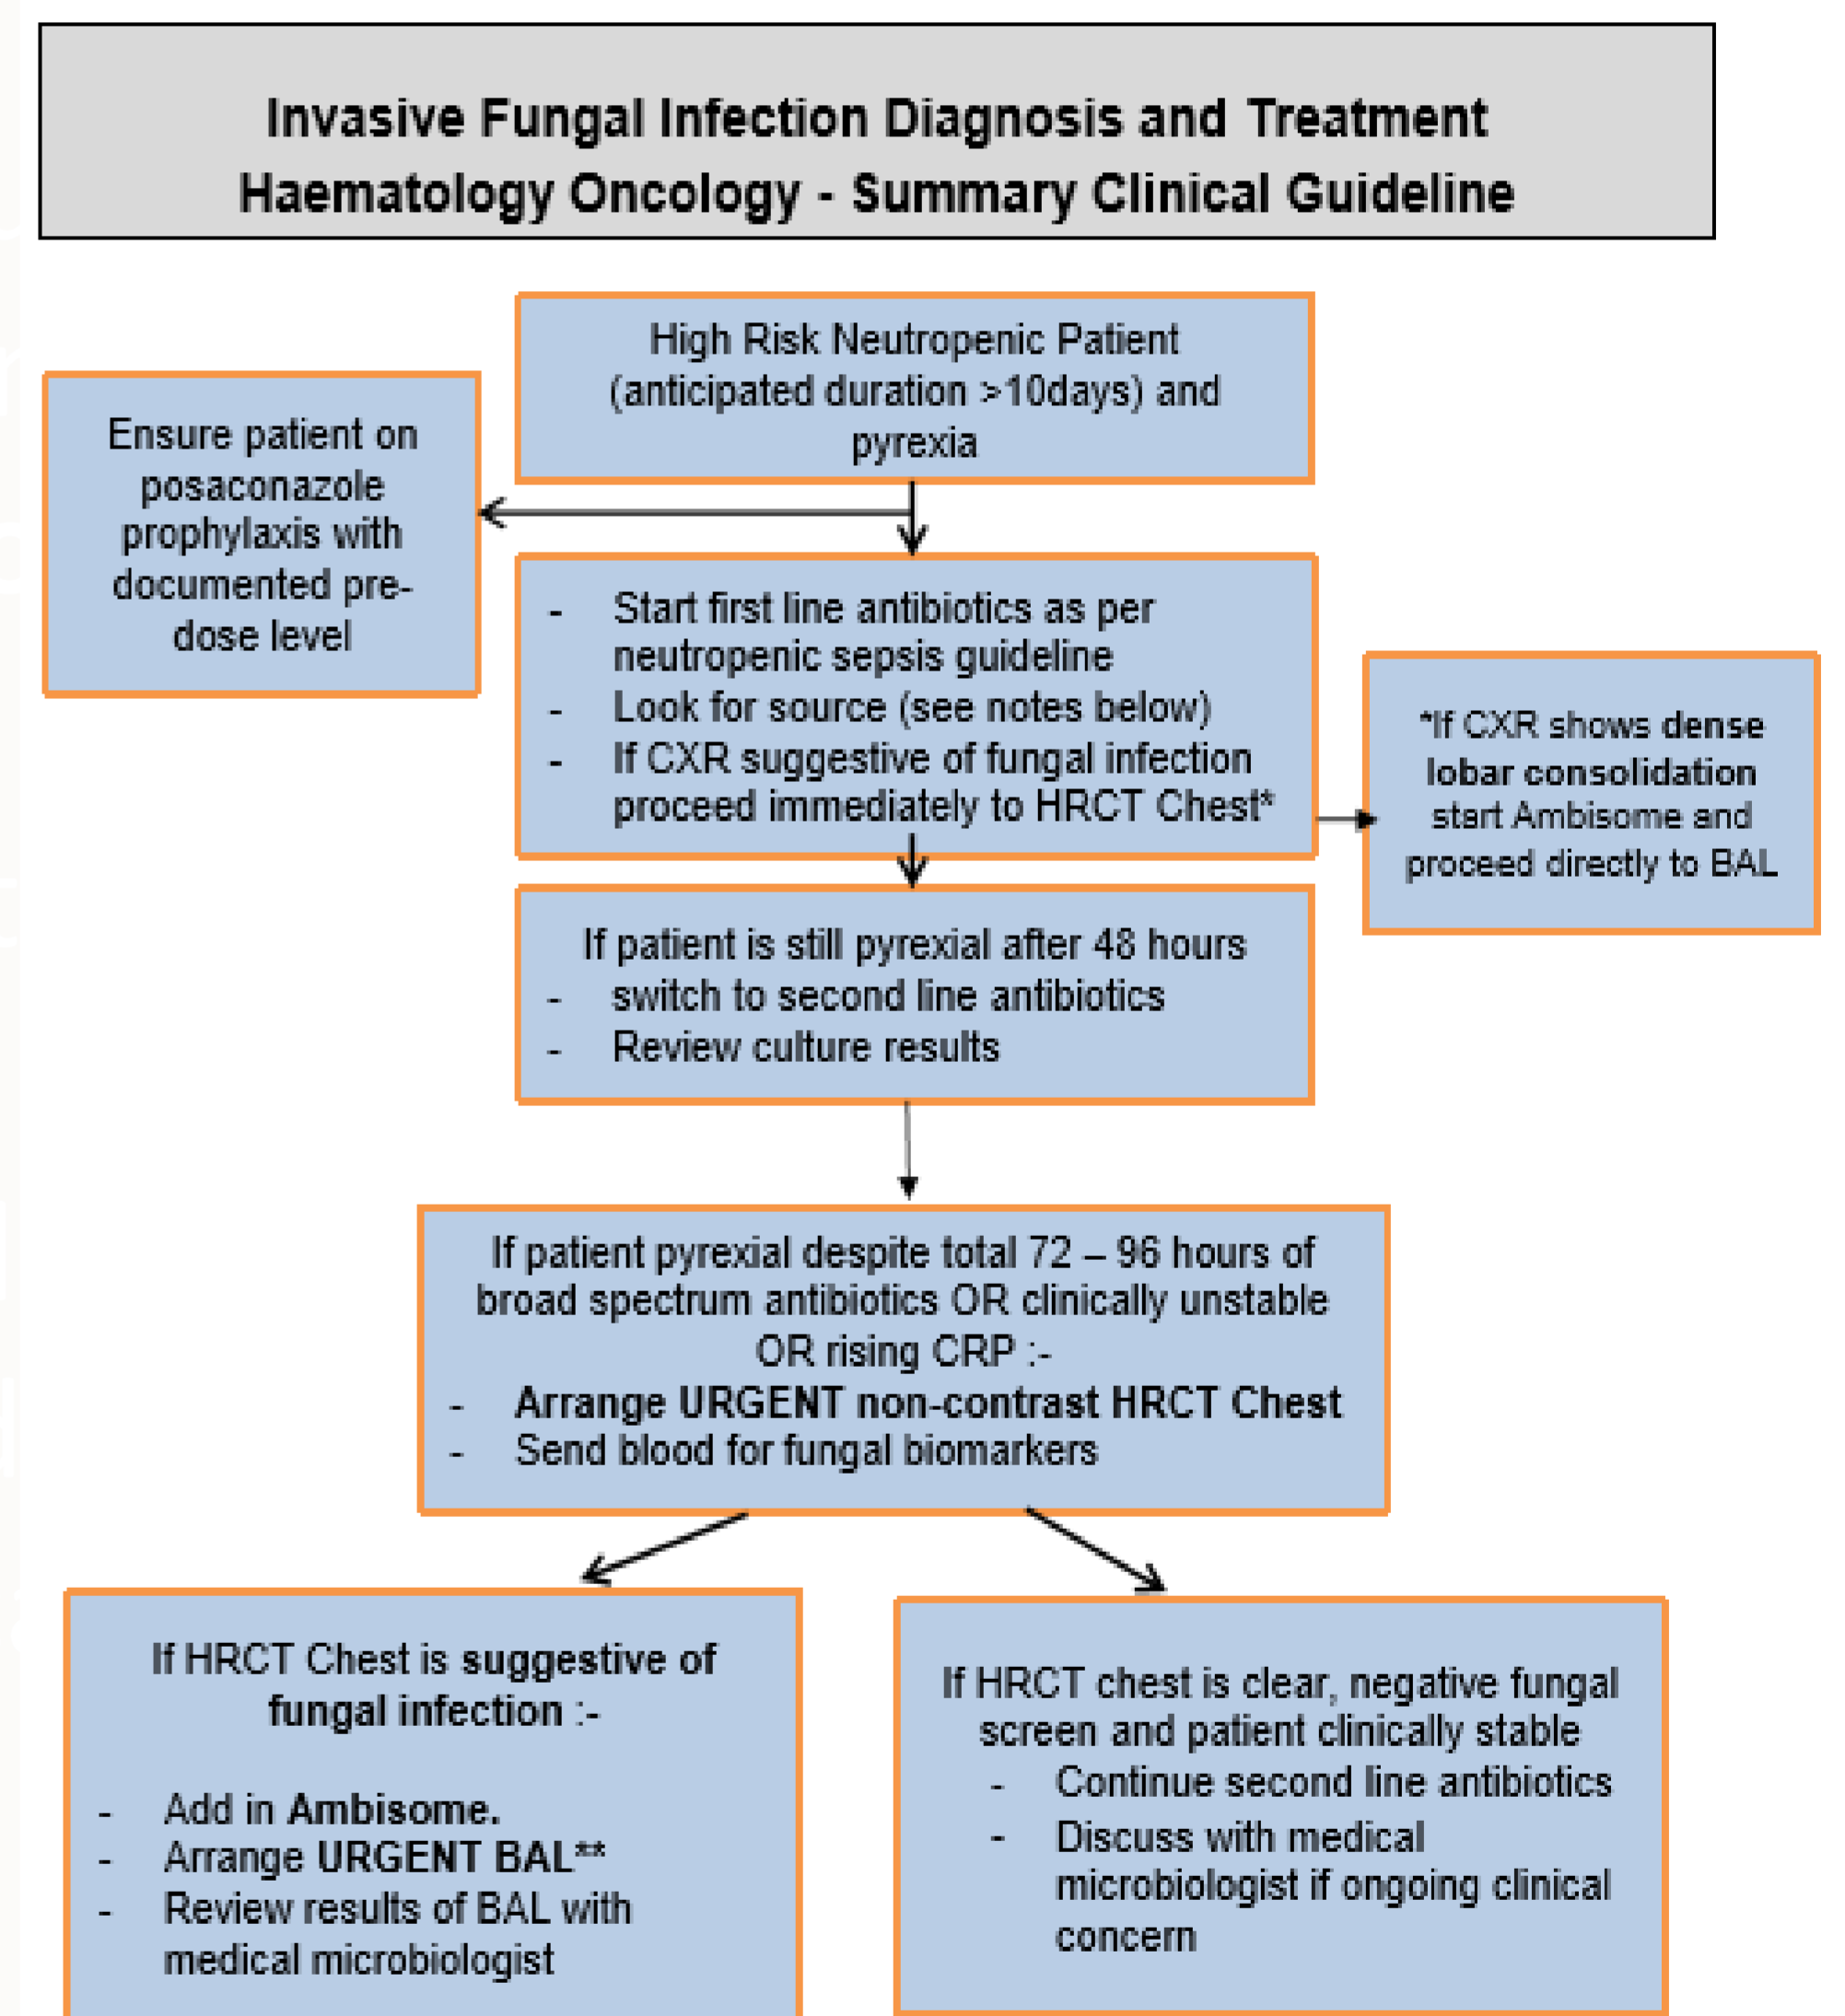 Invasive Fungal Infection Diagnosis and Treatment
Haematology Oncology - Summary Clinical Guideline
High Risk Neutropenic Patient
(anticipated duration >10days) and
pyrexia
Ensure patient on
posaconazole
prophylaxis with
documented pre-
dose level
- Start first line antibiotics as per
neutropenic sepsis guideline
- Look for source (see notes below)
- If CXR suggestive of fungal infection
proceed immediately to HRCT Chest*
*If CXR shows dense
lobar consolidation
start Ambisome and
proceed directly to BAL
If patient is still pyrexial after 48 hours
- switch to second line antibiotics
- Review culture results
If patient pyrexial despite total 72 – 96 hours of
broad spectrum antibiotics OR clinically unstable
OR rising CRP :-
- Arrange URGENT non-contrast HRCT Chest
- Send blood for fungal biomarkers
If HRCT Chest is suggestive of
fungal infection :-
- Add in Ambisome.
- Arrange URGENT BAL**
- Review results of BAL with
medical microbiologist
If HRCT chest is clear, negative fungal
screen and patient clinically stable
- Continue second line antibiotics
- Discuss with medical
microbiologist if ongoing clinical
concern